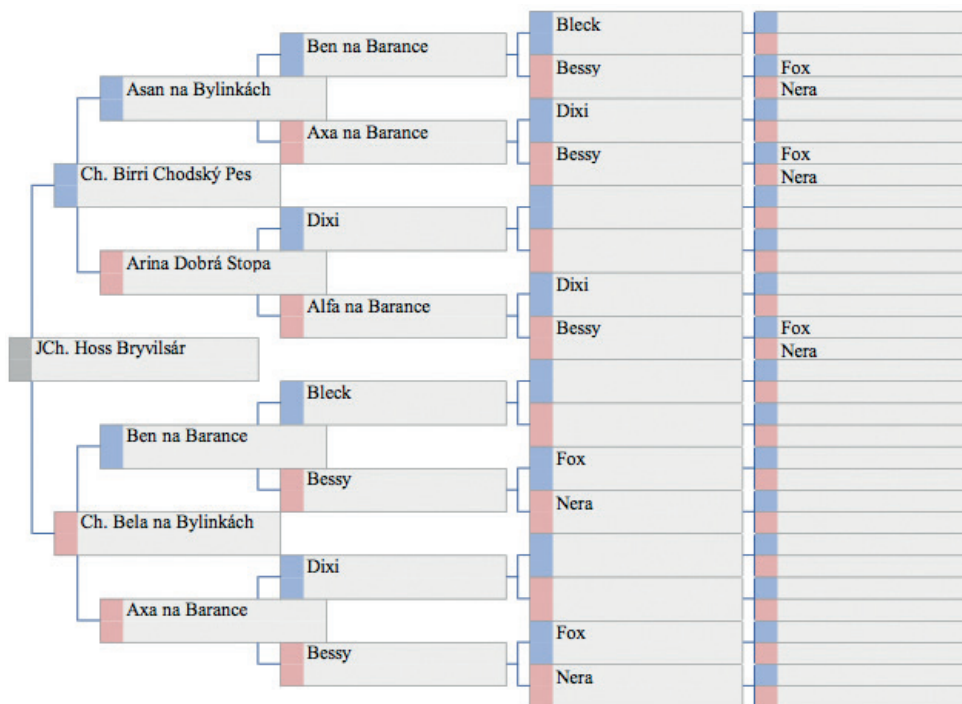 Bleck
Ben na Barance
Bessy
Fox
Asan na Bylinkách
Nera
Dixi
Axa na Barance
Bessy
Fox
Ch. Birri Chodský Pes
Nera
Dixi
Arina Dobrá Stopa
Dixi
Alfa na Barance
Bessy
Fox
JCh. Hoss Bryvilsár
Nera
Bleck
Ben na Barance
Fox
Bessy
Nera
Ch. Bela na Bylinkách
Dixi
Axa na Barance
Fox
Bessy
Nera